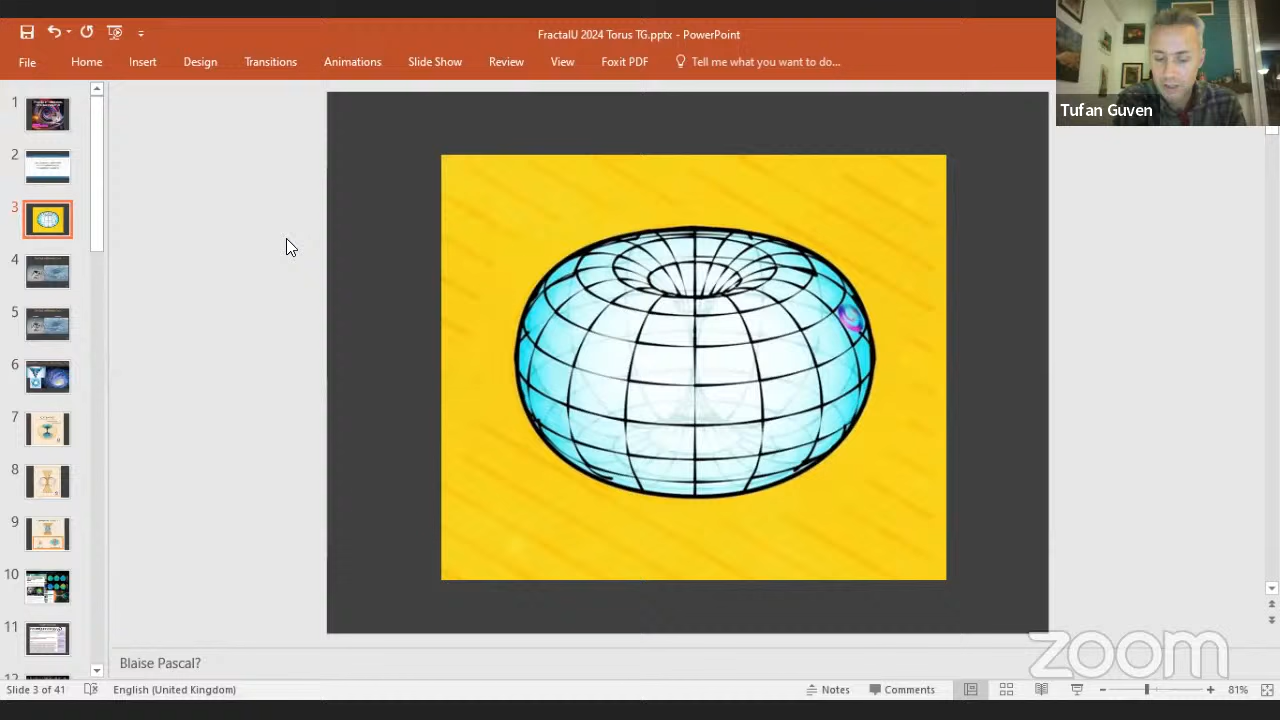 FractalU 2024 Torus TG.pptx - PowerPoint
File
Home
Insert
Design
Transitions
Animations
Slide Show
Review
View
Foxit PDF
Tell me what you want to do...
Tufan Guven
1
2
3
4
5
6
7
8
9
10
11
12
Blaise Pascal?
zoom
Slide 3 of 41
English (United Kingdom)
Notes
Comments
81%